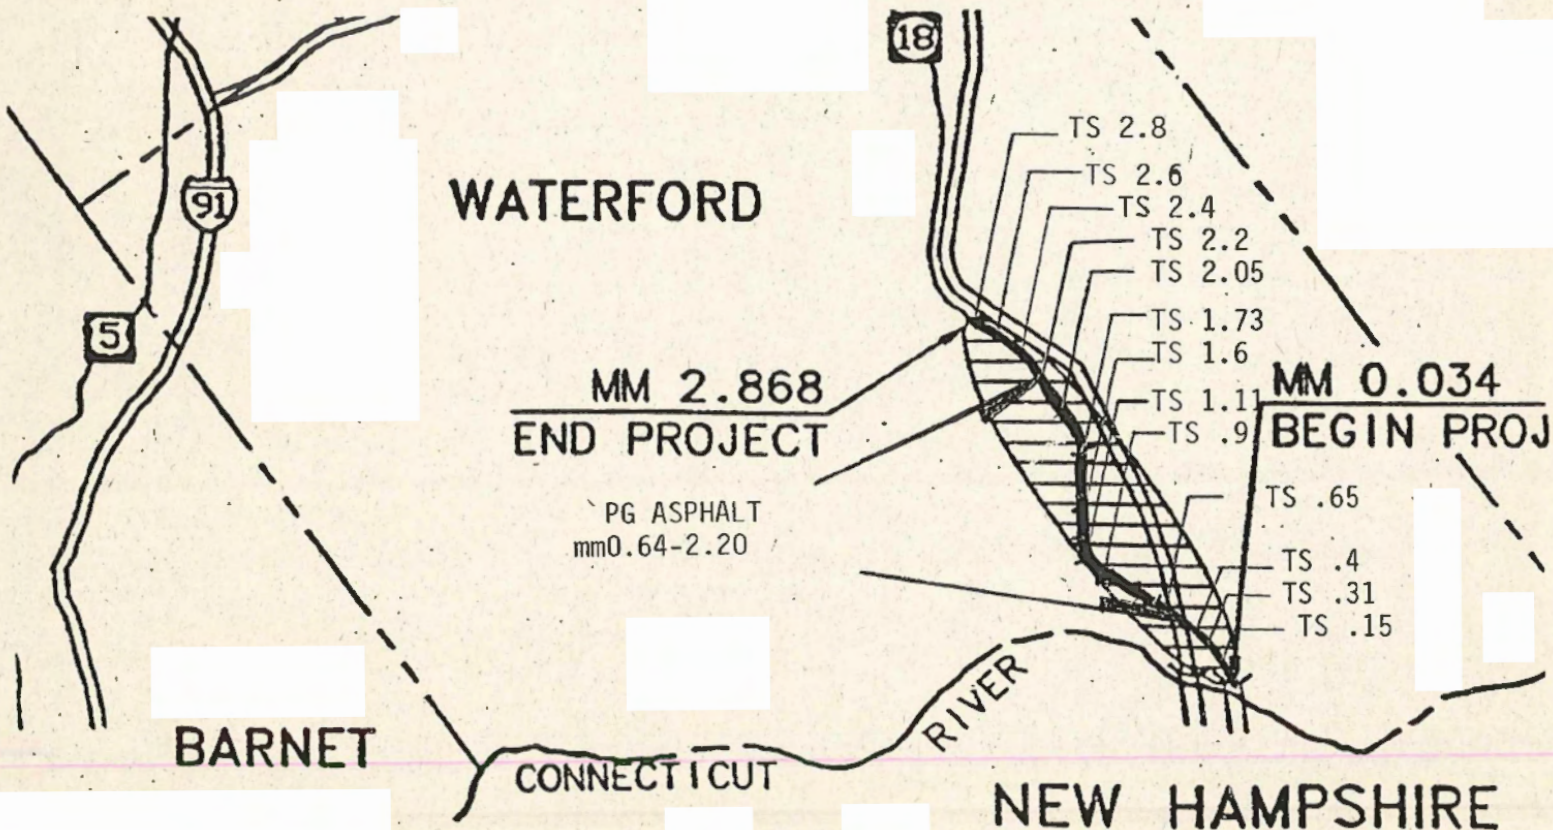 18
TS 2.8
TS 2.6
TS 2.4
TS 2.2
TS 2.05
TS 1.73
TS 1.6
TS 1.11
TS .9
TS .65
TS .4
TS .31
TS .15
91
WATERFORD
5
MM 2.868
END PROJECT
MM 0.034
BEGIN PROJ
PG ASPHALT
mm0.64-2.20
BARNET
CONNECTICUT
RIVER
NEW HAMPSHIRE